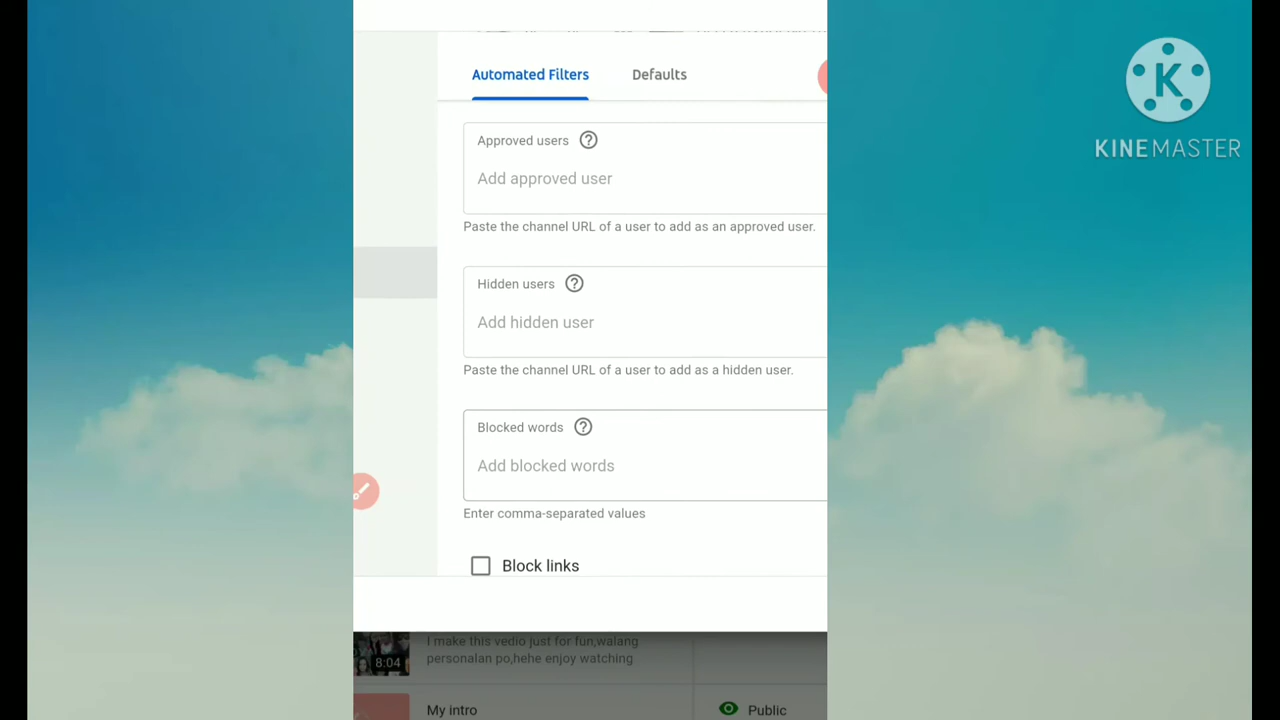 Automated Filters
Defaults
Approved users
Add approved user
Paste the channel URL of a user to add as an approved user.
Hidden users
Add hidden user
Paste the channel URL of a user to add as a hidden user.
Blocked words
Add blocked words
Enter comma-separated values
Block links
8:04
I make this vedio just for fun,walang
personalan po,hehe enjoy watching
My intro
Public
K
KINEMASTER